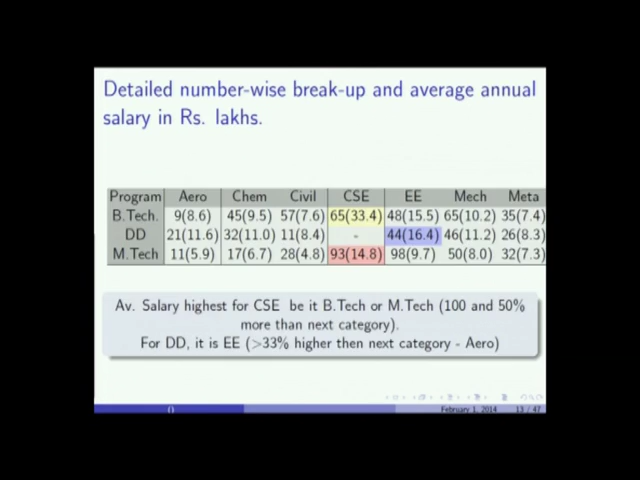 Detailed number-wise break-up and average annual
salary in Rs. lakhs.
Program Aero Chem Civil CSE EE Mech Meta
B.Tech. 9(8.6) 45(9.5) 57(7.6) 65(33.4) 48(15.5) 65(10.2) 35(7.4)
DD 21(11.6) 32(11.0) 11(8.4) - 44(16.4) 46(11.2) 26(8.3)
M.Tech 11(5.9) 17(6.7) 28(4.8) 93(14.8) 98(9.7) 50(8.0) 32(7.3)
Av. Salary highest for CSE be it B.Tech or M.Tech (100 and 50%
more than next category).
For DD, it is EE (>33% higher then next category - Aero)
() February 1, 2014 13 / 47